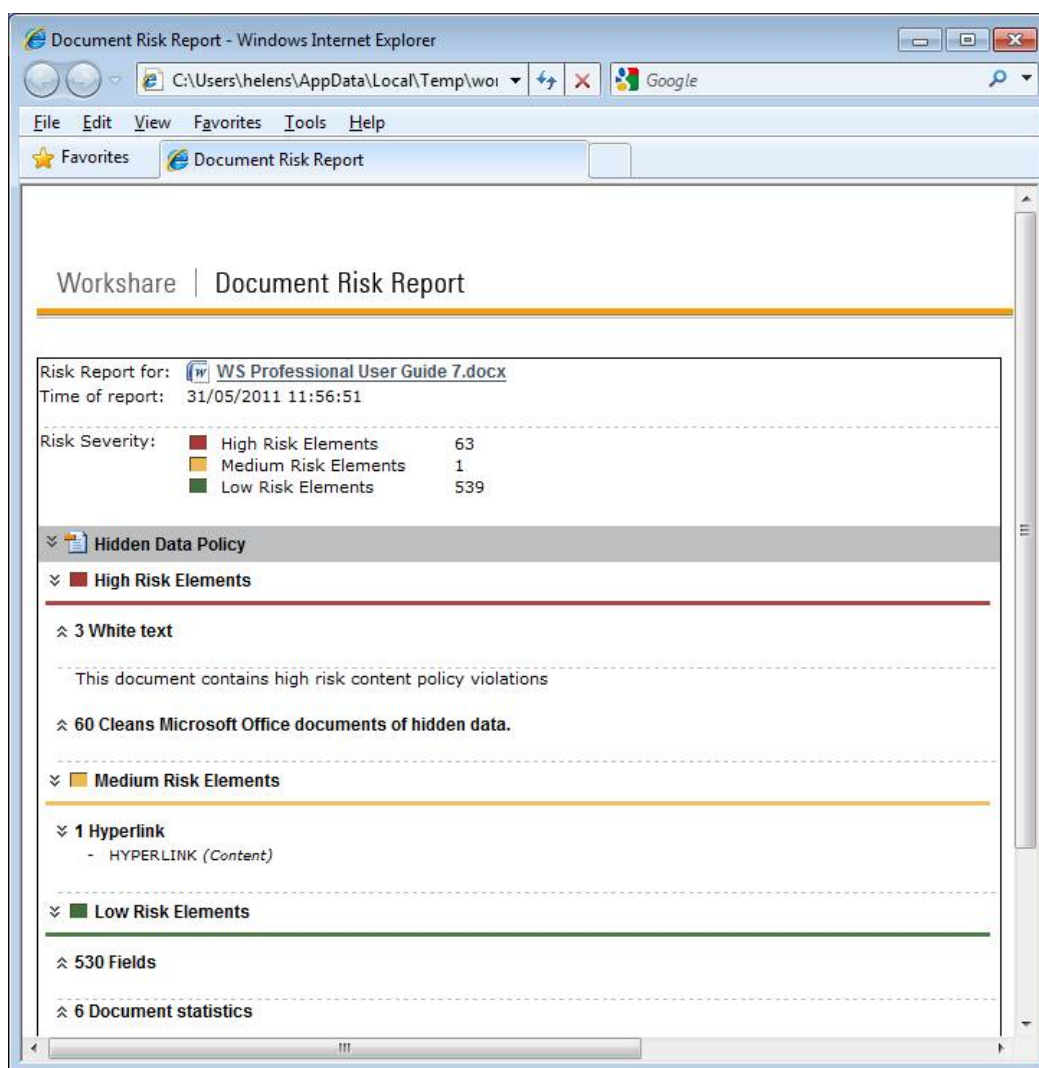 Document Risk Report - Windows Internet Explorer
C:\Users\helens\AppData\Local\Temp\wor
Google
File Edit View Favorites Tools Help
Favorites
Document Risk Report
Workshare | Document Risk Report
Risk Report for: WS Professional User Guide 7.docx
Time of report: 31/05/2011 11:56:51
Risk Severity: High Risk Elements 63
Medium Risk Elements 1
Low Risk Elements 539
Hidden Data Policy
High Risk Elements
3 White text
This document contains high risk content policy violations
60 Cleans Microsoft Office documents of hidden data.
Medium Risk Elements
1 Hyperlink
- HYPERLINK (Content)
Low Risk Elements
530 Fields
6 Document statistics